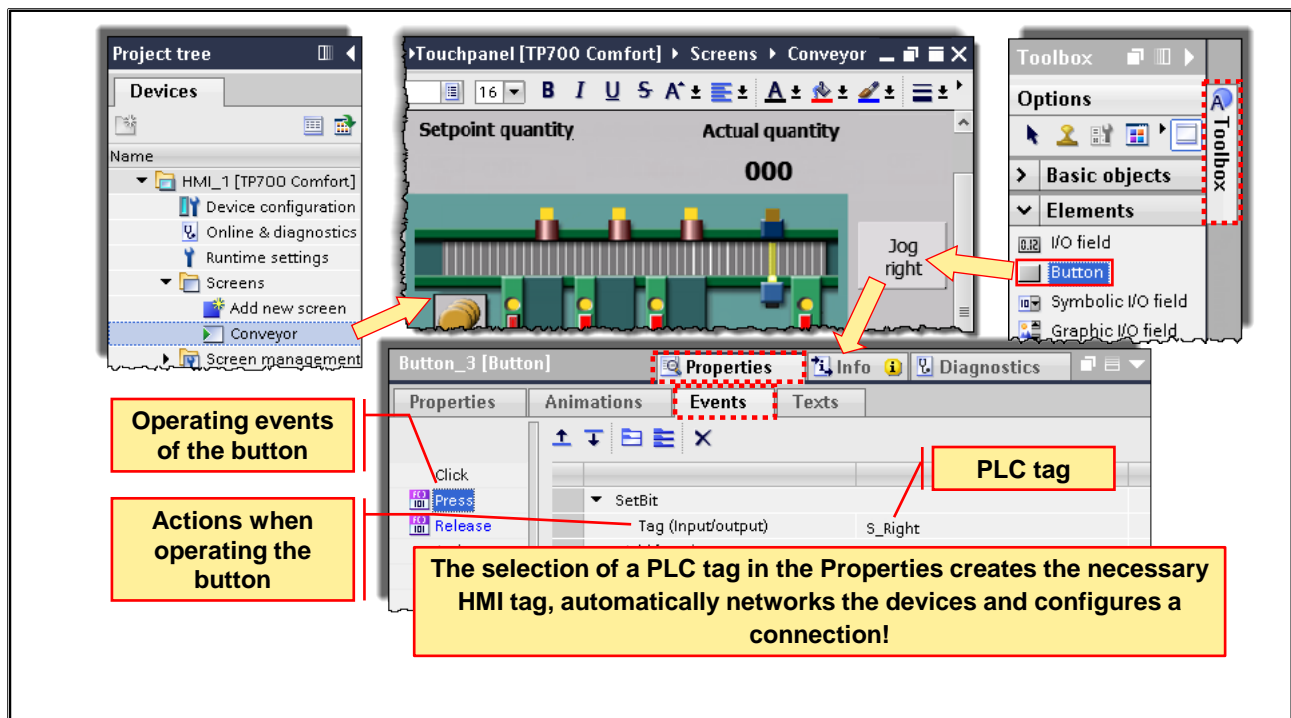 Project tree
Devices
Name
HMI_1 [TP700 Comfort]
Device configuration
Online & diagnostics
Runtime settings
Screens
Add new screen
Conveyor
Screen management
Touchpanel [TP700 Comfort] ▸ Screens ▸ Conveyor
16 B I U S A A
Setpoint quantity Actual quantity
000
Jog
right
Toolbox
Options
Toolbox
Basic objects
Elements
I/O field
Button
Symbolic I/O field
Graphic I/O field
Button_3 [Button] Properties Info Diagnostics
Properties Animations Events Texts
Click
Press
Release
SetBit
Tag (Input/output) S_Right
Operating events
of the button
Actions when
operating the
button
PLC tag
The selection of a PLC tag in the Properties creates the necessary
HMI tag, automatically networks the devices and configures a
connection!